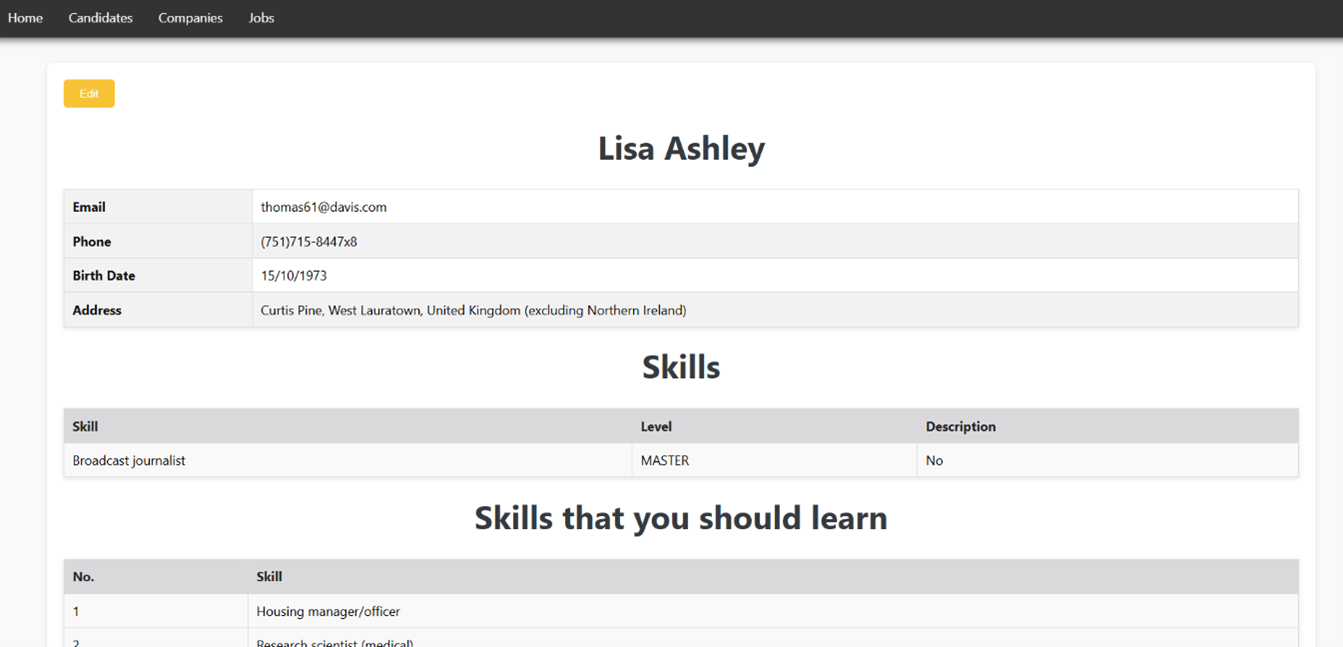 Home Candidates Companies Jobs
Edit
Lisa Ashley
Email thomas61@davis.com
Phone (751)715-8447x8
Birth Date 15/10/1973
Address Curtis Pine, West Lauratown, United Kingdom (excluding Northern Ireland)
Skills
Skill Level Description
Broadcast journalist MASTER No
Skills that you should learn
No. Skill
1 Housing manager/officer
2 Research scientist (medical)